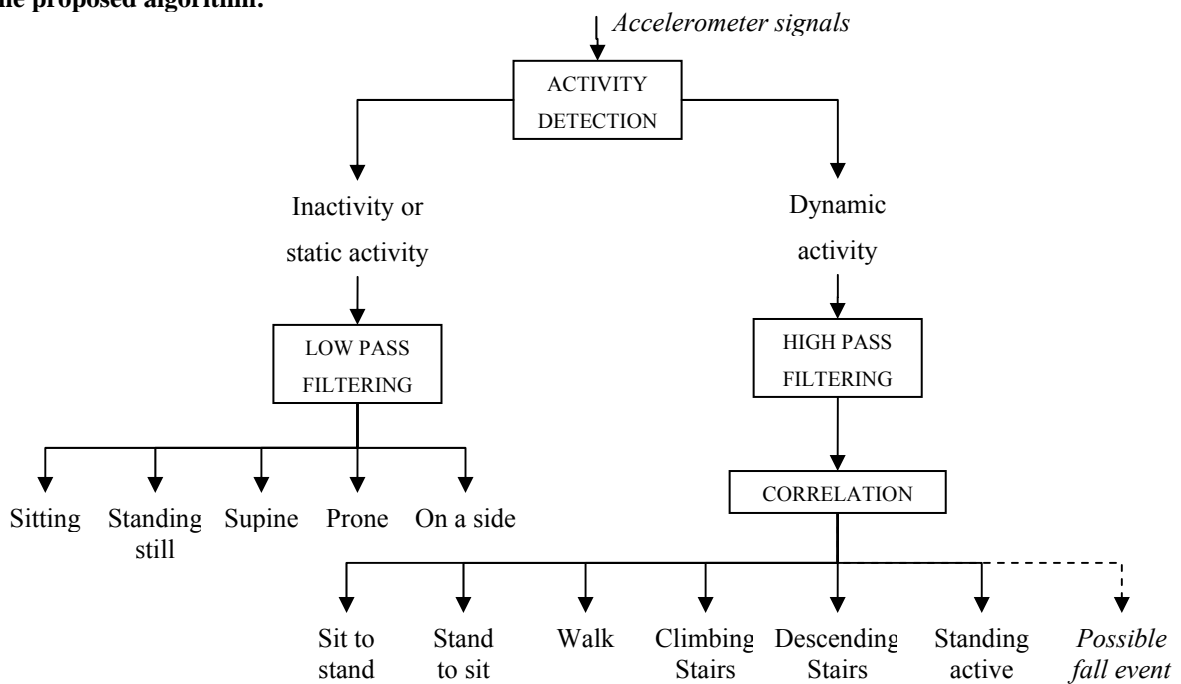 he proposed algorithm.
Accelerometer signals
ACTIVITY
DETECTION
Inactivity or
static activity
Dynamic
activity
LOW PASS
FILTERING
HIGH PASS
FILTERING
CORRELATION
Sitting
Standing
still
Supine
Prone
On a side
Sit to
stand
Stand
to sit
Walk
Climbing
Stairs
Descending
Stairs
Standing
active
Possible
fall event